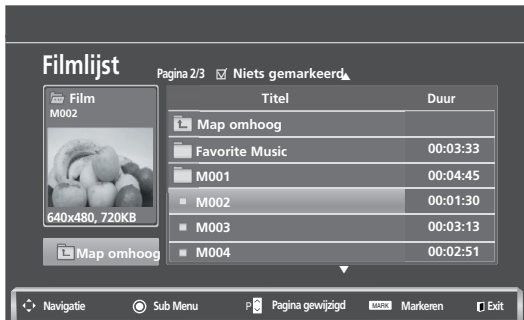 Filmlijst
Pagina 2/3 Niets gemarkeerd
Film
M002
640x480, 720KB
Map omhoog
Titel Duur
Map omhoog
Favorite Music 00:03:33
M001 00:04:45
M002 00:01:30
M003 00:03:13
M004 00:02:51
Navigatie Sub Menu P Pagina gewijzigd MARK Markeren Exit